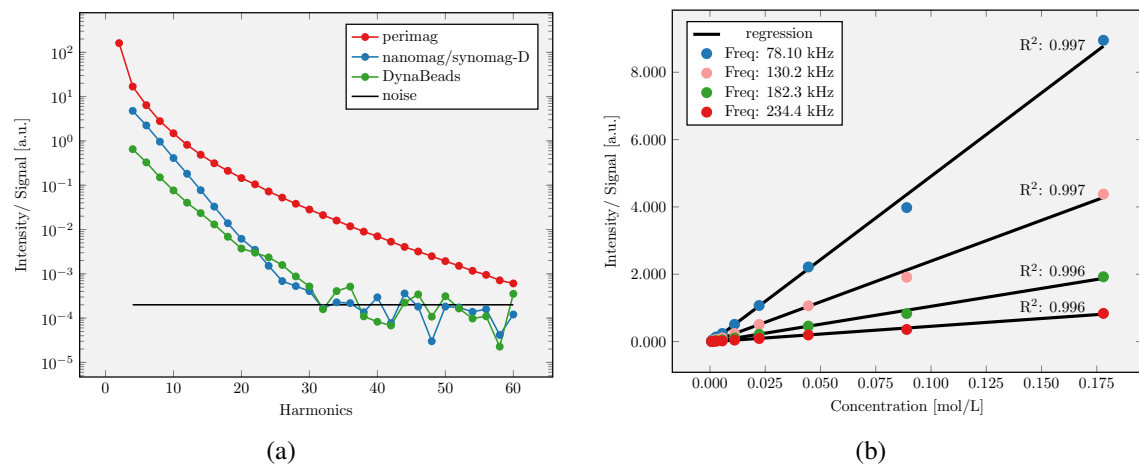 10^2
10^1
10^0
10^-1
10^-2
10^-3
10^-4
10^-5
Intensity/ Signal [a.u.]
perimag
nanomag/synomag-D
DynaBeads
noise
0 10 20 30 40 50 60
Harmonics
(a)
8.000
6.000
4.000
2.000
0.000
Intensity/ Signal [a.u.]
regression
Freq: 78.10 kHz
Freq: 130.2 kHz
Freq: 182.3 kHz
Freq: 234.4 kHz
R²: 0.997
R²: 0.997
R²: 0.996
R²: 0.996
0.000 0.025 0.050 0.075 0.100 0.125 0.150 0.175
Concentration [mol/L]
(b)